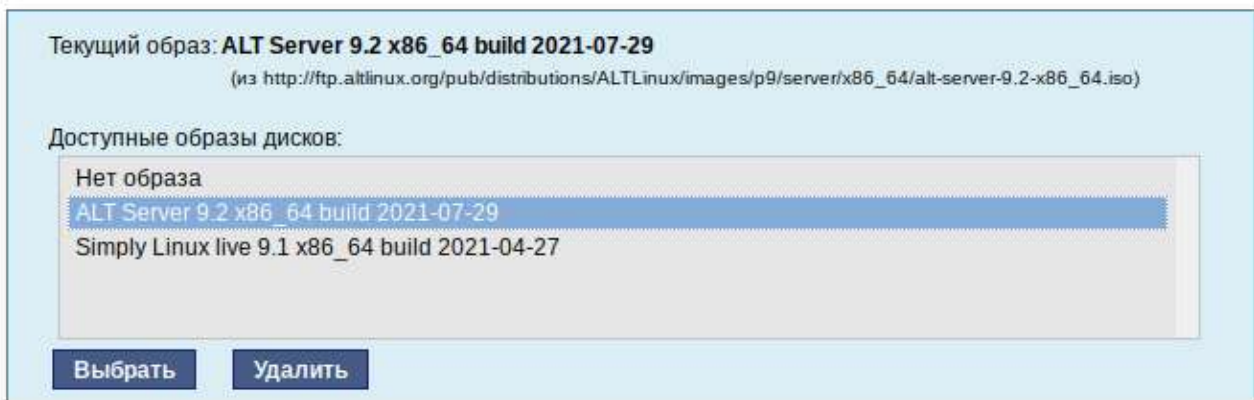 Текущий образ: ALT Server 9.2 x86_64 build 2021-07-29
(из http://ftp.altlinux.org/pub/distributions/ALTLinux/images/p9/server/x86_64/alt-server-9.2-x86_64.iso)
Доступные образы дисков:
Нет образа
ALT Server 9.2 x86_64 build 2021-07-29
Simply Linux live 9.1 x86_64 build 2021-04-27
Выбрать Удалить